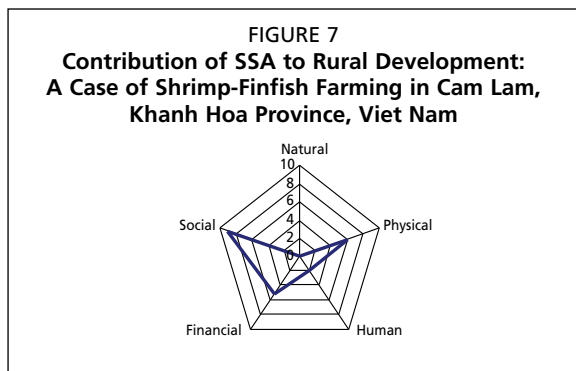 FIGURE 7
Contribution of SSA to Rural Development:
A Case of Shrimp-Finfish Farming in Cam Lam,
Khanh Hoa Province, Viet Nam
Natural
10
8
6
4
2
0
Social
Physical
Financial
Human